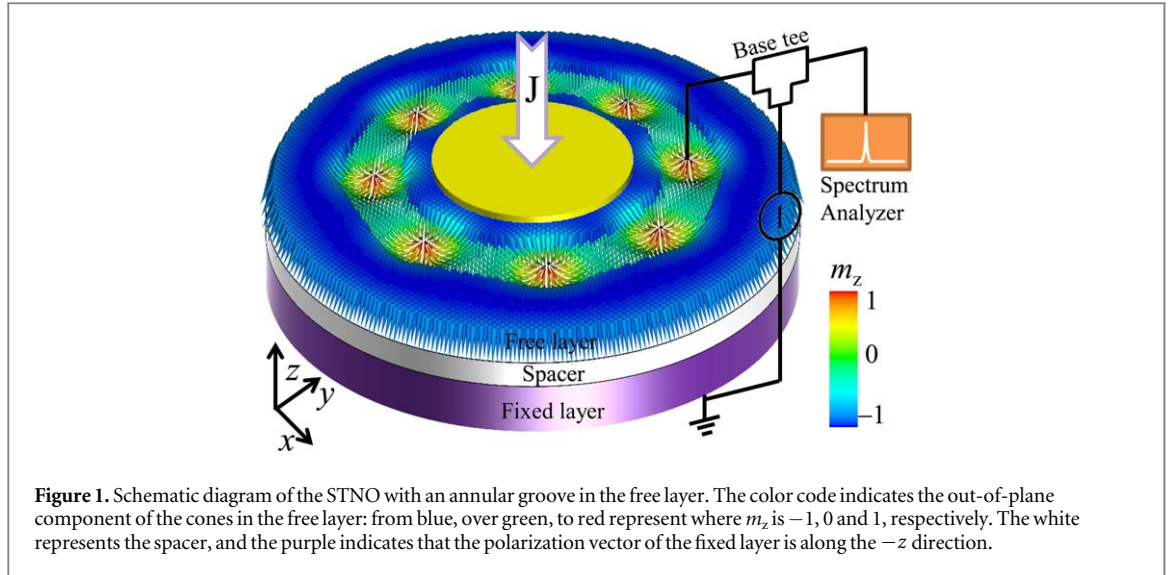 Base tee
J
Spectrum
Analyzer
I
m_z
1
0
−1
Free layer
Spacer
Fixed layer
z
y
x
Figure 1. Schematic diagram of the STNO with an annular groove in the free layer. The color code indicates the out-of-plane
component of the cones in the free layer: from blue, over green, to red represent where m_z is −1, 0 and 1, respectively. The white
represents the spacer, and the purple indicates that the polarization vector of the fixed layer is along the −z direction.